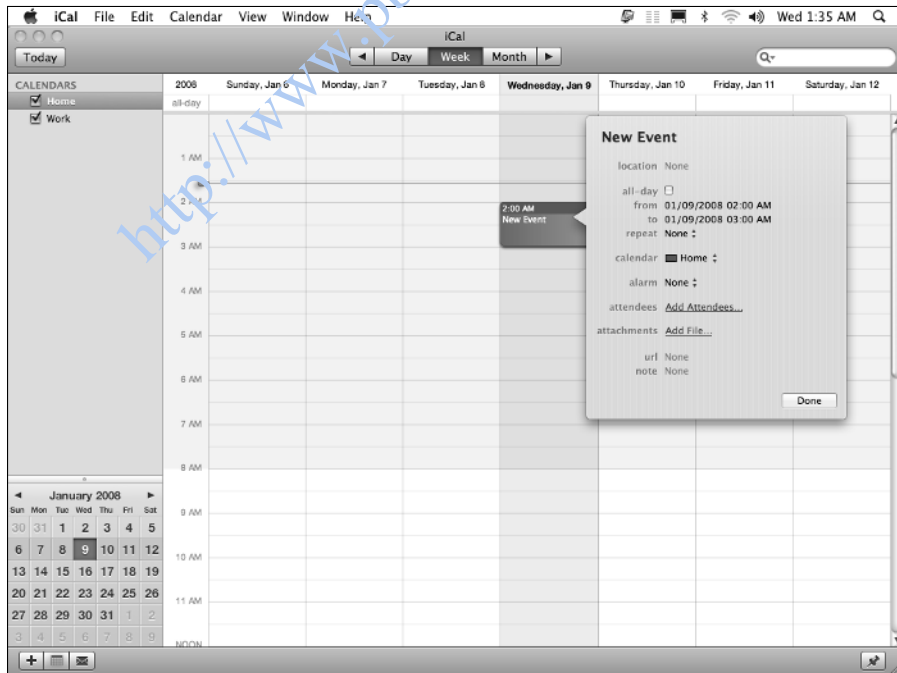 iCal File Edit Calendar View Window Help Wed 1:35 AM
iCal
Today Day Week Month
CALENDARS
Home
Work
2008 Sunday, Jan 6 Monday, Jan 7 Tuesday, Jan 8 Wednesday, Jan 9 Thursday, Jan 10 Friday, Jan 11 Saturday, Jan 12
all-day
1 AM
2 AM
3 AM
4 AM
5 AM
6 AM
7 AM
8 AM
9 AM
10 AM
11 AM
NOON
2:00 AM
New Event
New Event
location None
all-day
from 01/09/2008 02:00 AM
to 01/09/2008 03:00 AM
repeat None
calendar Home
alarm None
attendees Add Attendees...
attachments Add File...
url None
note None
Done
January 2008
Sun Mon Tue Wed Thu Fri Sat
30 31 1 2 3 4 5
6 7 8 9 10 11 12
13 14 15 16 17 18 19
20 21 22 23 24 25 26
27 28 29 30 31 1 2
3 4 5 6 7 8 9
http://www.p